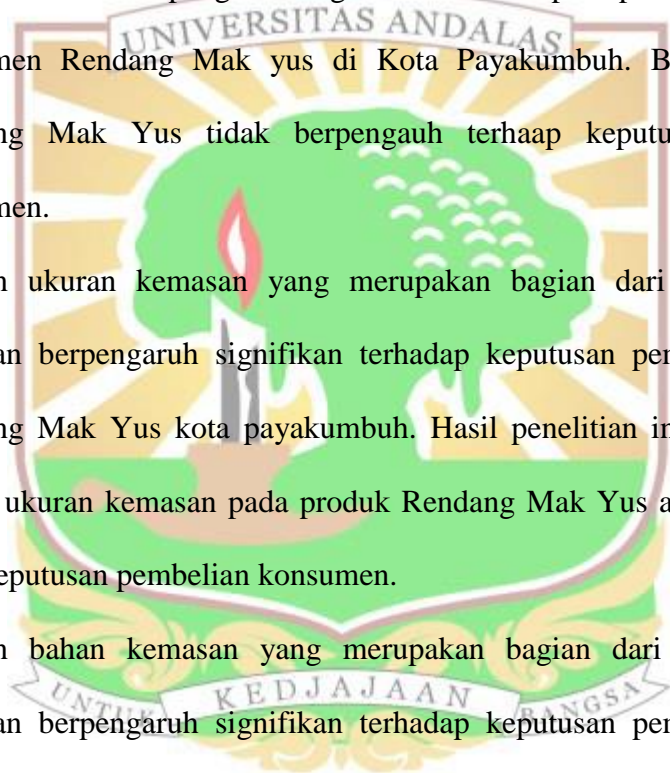 UNIVERSITAS ANDALAS
men Rendang Mak yus di Kota Payakumbuh. B
ng Mak Yus tidak berpengauh terhaap keputu
men.
n ukuran kemasan yang merupakan bagian dari
an berpengaruh signifikan terhadap keputusan pe
ng Mak Yus kota payakumbuh. Hasil penelitian in
ukuran kemasan pada produk Rendang Mak Yus a
eputusan pembelian konsumen.
n bahan kemasan yang merupakan bagian dari
UNTUK KEDJAJAAN BANGSA
an berpengaruh signifikan terhadap keputusan pe